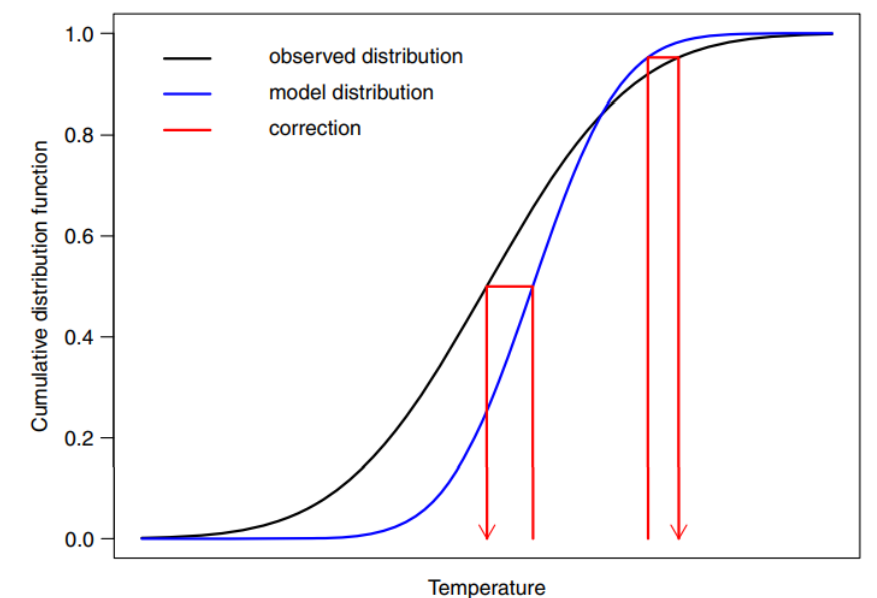 1.0
0.8
0.6
0.4
0.2
0.0
Cumulative distribution function
observed distribution
model distribution
correction
Temperature